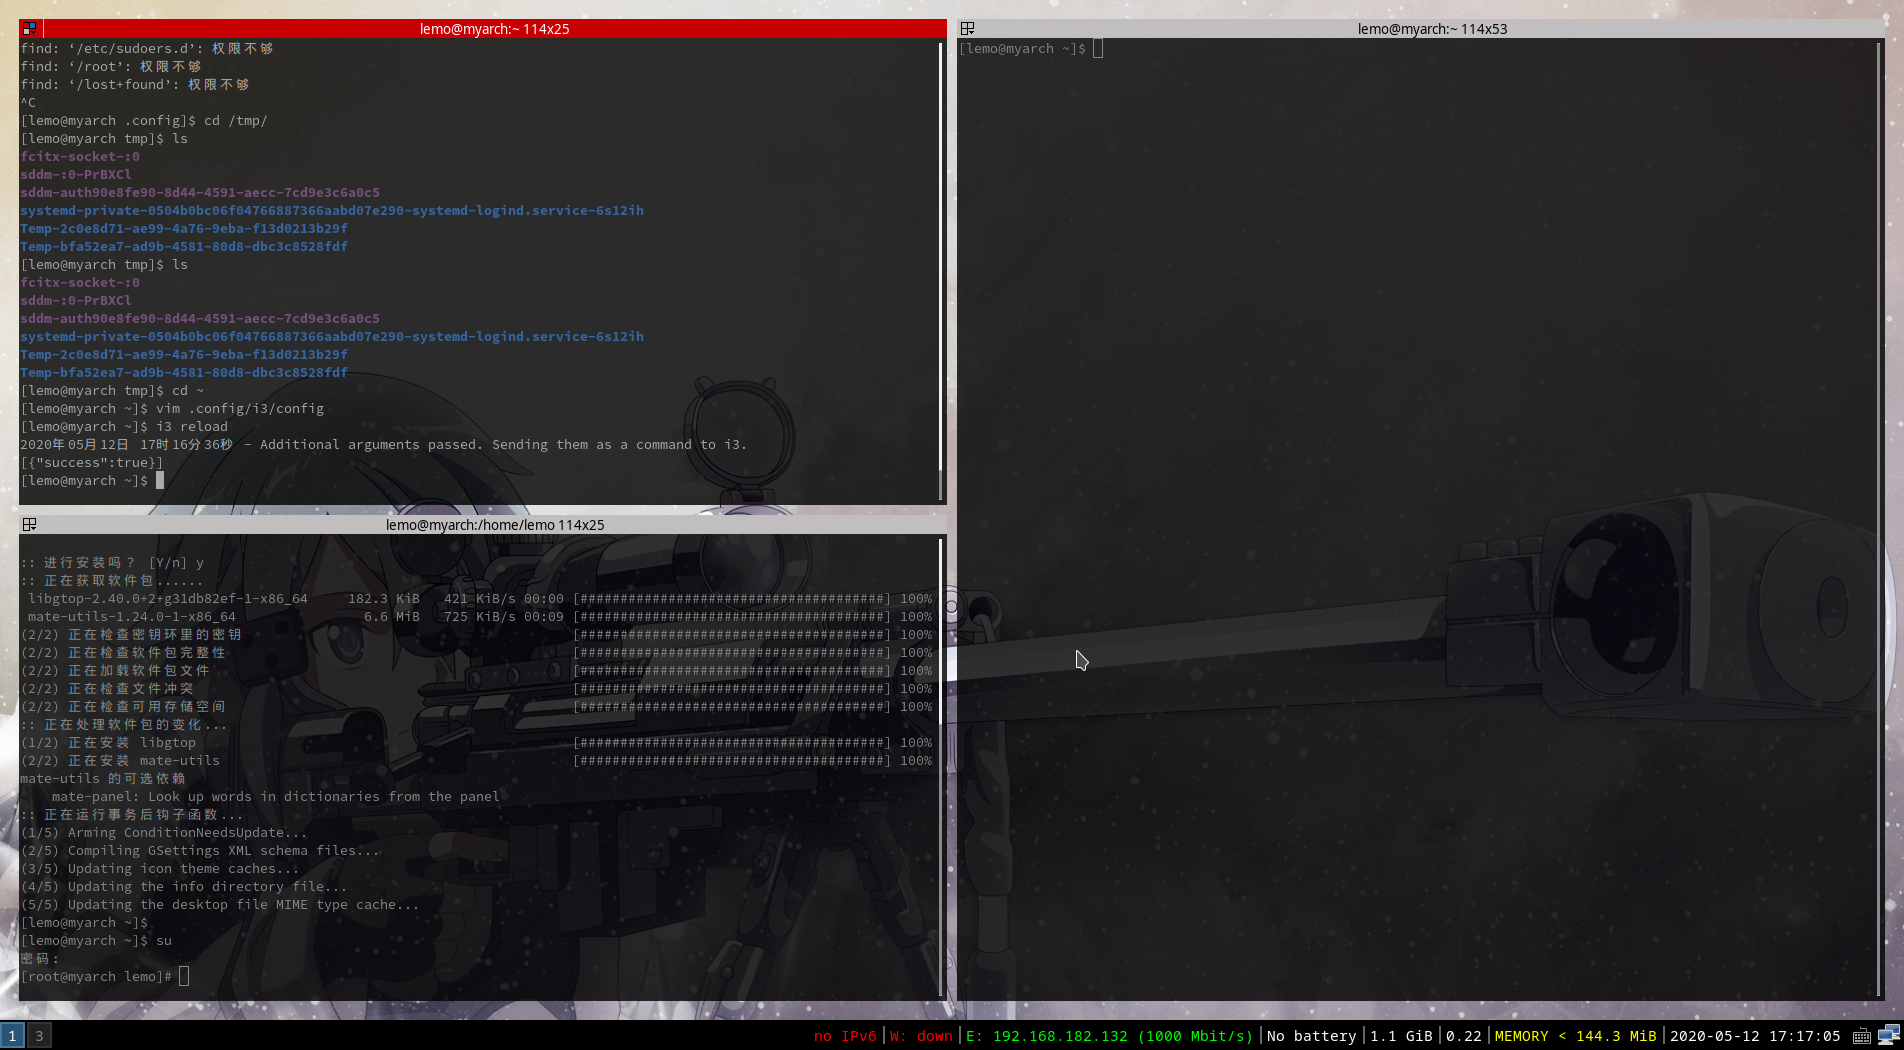 lemo@myarch:~ 114x25
find: ‘/etc/sudoers.d’: 权限不够
find: ‘/root’: 权限不够
find: ‘/lost+found’: 权限不够
^C
[lemo@myarch .config]$ cd /tmp/
[lemo@myarch tmp]$ ls
fcitx-socket-:0
sddm-:0-PrBXCl
sddm-auth90e8fe90-8d44-4591-aecc-7cd9e3c6a0c5
systemd-private-0504b0bc06f04766887366aabd07e290-systemd-logind.service-6s12ih
Temp-2c0e8d71-ae99-4a76-9eba-f13d0213b29f
Temp-bfa52ea7-ad9b-4581-80d8-dbc3c8528fdf
[lemo@myarch tmp]$ ls
fcitx-socket-:0
sddm-:0-PrBXCl
sddm-auth90e8fe90-8d44-4591-aecc-7cd9e3c6a0c5
systemd-private-0504b0bc06f04766887366aabd07e290-systemd-logind.service-6s12ih
Temp-2c0e8d71-ae99-4a76-9eba-f13d0213b29f
Temp-bfa52ea7-ad9b-4581-80d8-dbc3c8528fdf
[lemo@myarch tmp]$ cd ~
[lemo@myarch ~]$ vim .config/i3/config
[lemo@myarch ~]$ i3 reload
2020年05月12日 17时16分36秒 - Additional arguments passed. Sending them as a command to i3.
[{"success":true}]
[lemo@myarch ~]$
lemo@myarch:/home/lemo 114x25
:: 进行安装吗？ [Y/n] y
:: 正在获取软件包......
libgtop-2.40.0+2+g31db82ef-1-x86_64 182.3 KiB 421 KiB/s 00:00 [######################################] 100%
mate-utils-1.24.0-1-x86_64 6.6 MiB 725 KiB/s 00:09 [######################################] 100%
(2/2) 正在检查密钥环里的密钥 [######################################] 100%
(2/2) 正在检查软件包完整性 [######################################] 100%
(2/2) 正在加载软件包文件 [######################################] 100%
(2/2) 正在检查文件冲突 [######################################] 100%
(2/2) 正在检查可用存储空间 [######################################] 100%
:: 正在处理软件包的变化...
(1/2) 正在安装 libgtop [######################################] 100%
(2/2) 正在安装 mate-utils [######################################] 100%
mate-utils 的可选依赖
mate-panel: Look up words in dictionaries from the panel
:: 正在运行事务后钩子函数...
(1/5) Arming ConditionNeedsUpdate...
(2/5) Compiling GSettings XML schema files...
(3/5) Updating icon theme caches...
(4/5) Updating the info directory file...
(5/5) Updating the desktop file MIME type cache...
[lemo@myarch ~]$
[lemo@myarch ~]$ su
密码：
[root@myarch lemo]#
lemo@myarch:~ 114x53
[lemo@myarch ~]$
1 3 no IPv6|W: down|E: 192.168.182.132 (1000 Mbit/s)|No battery|1.1 GiB|0.22|MEMORY < 144.3 MiB|2020-05-12 17:17:05